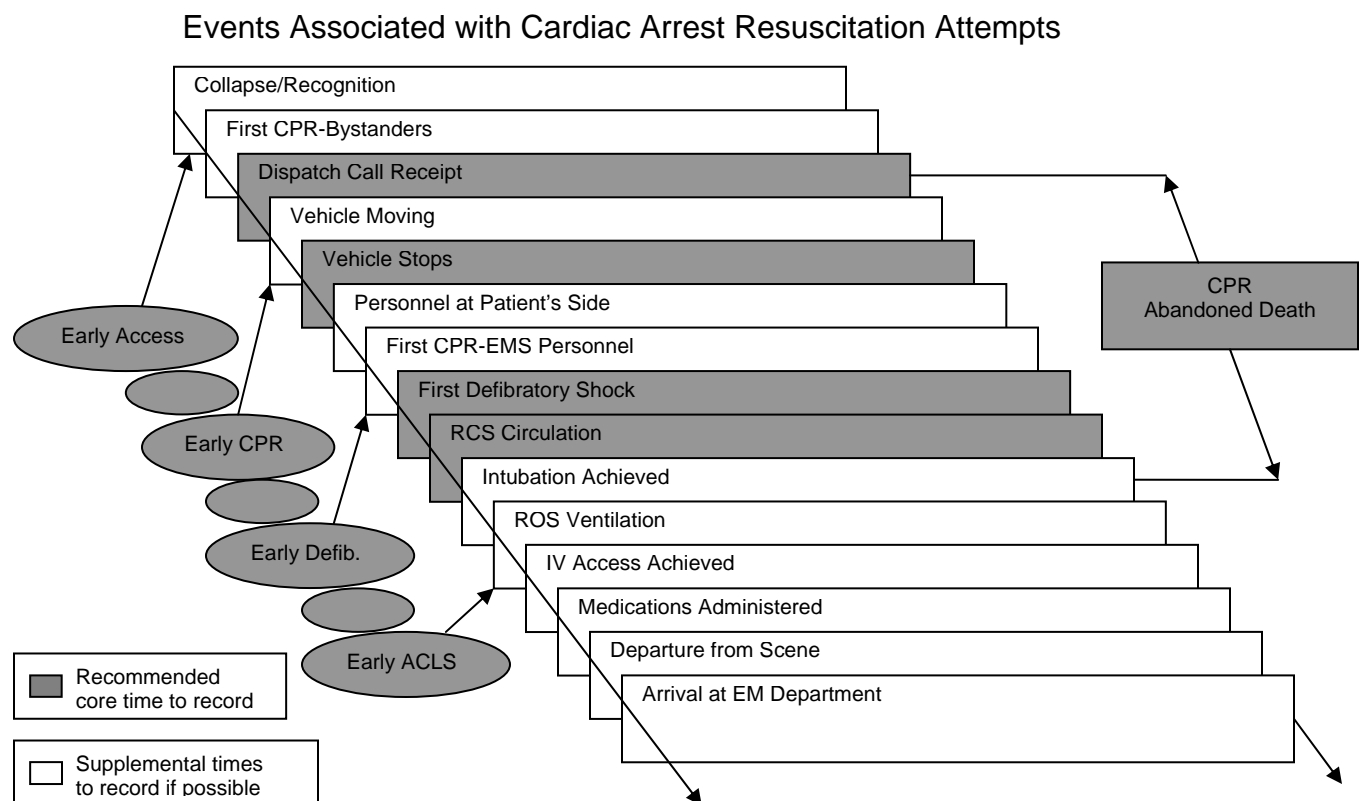 Events Associated with Cardiac Arrest Resuscitation Attempts
Collapse/Recognition
First CPR-Bystanders
Dispatch Call Receipt
Vehicle Moving
Vehicle Stops
Personnel at Patient’s Side
First CPR-EMS Personnel
First Defibratory Shock
RCS Circulation
Intubation Achieved
ROS Ventilation
IV Access Achieved
Medications Administered
Departure from Scene
Arrival at EM Department
CPR
Abandoned Death
Early Access
Early CPR
Early Defib.
Early ACLS
Recommended
core time to record
Supplemental times
to record if possible